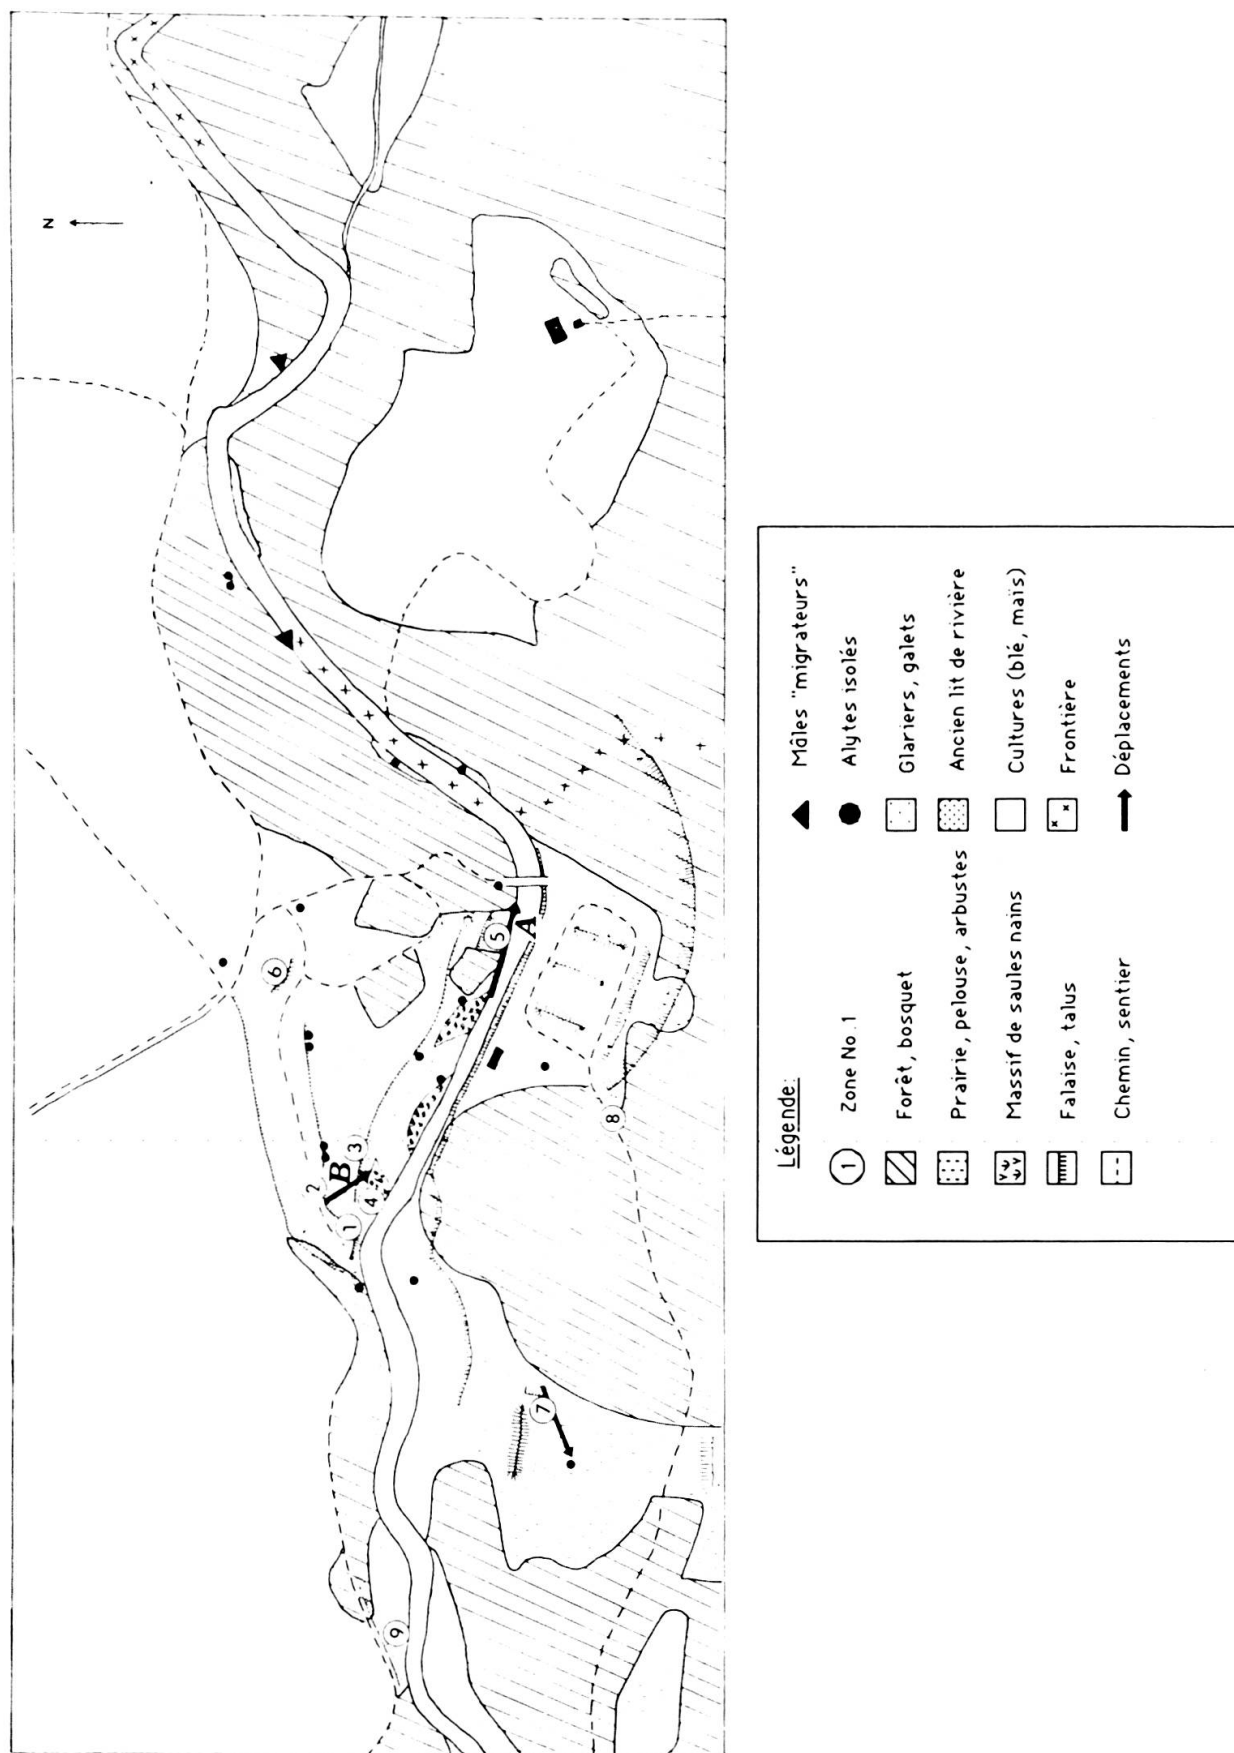 N
6
5
A
2
B
3
4
1
8
7
9
Légende:
1 Zone No.1
Forêt, bosquet
Prairie, pelouse, arbustes
Massif de saules nains
Falaise, talus
Chemin, sentier
Mâles "migrateurs"
Alytes isolés
Glariers, galets
Ancien lit de rivière
Cultures (blé, maïs)
Frontière
Déplacements